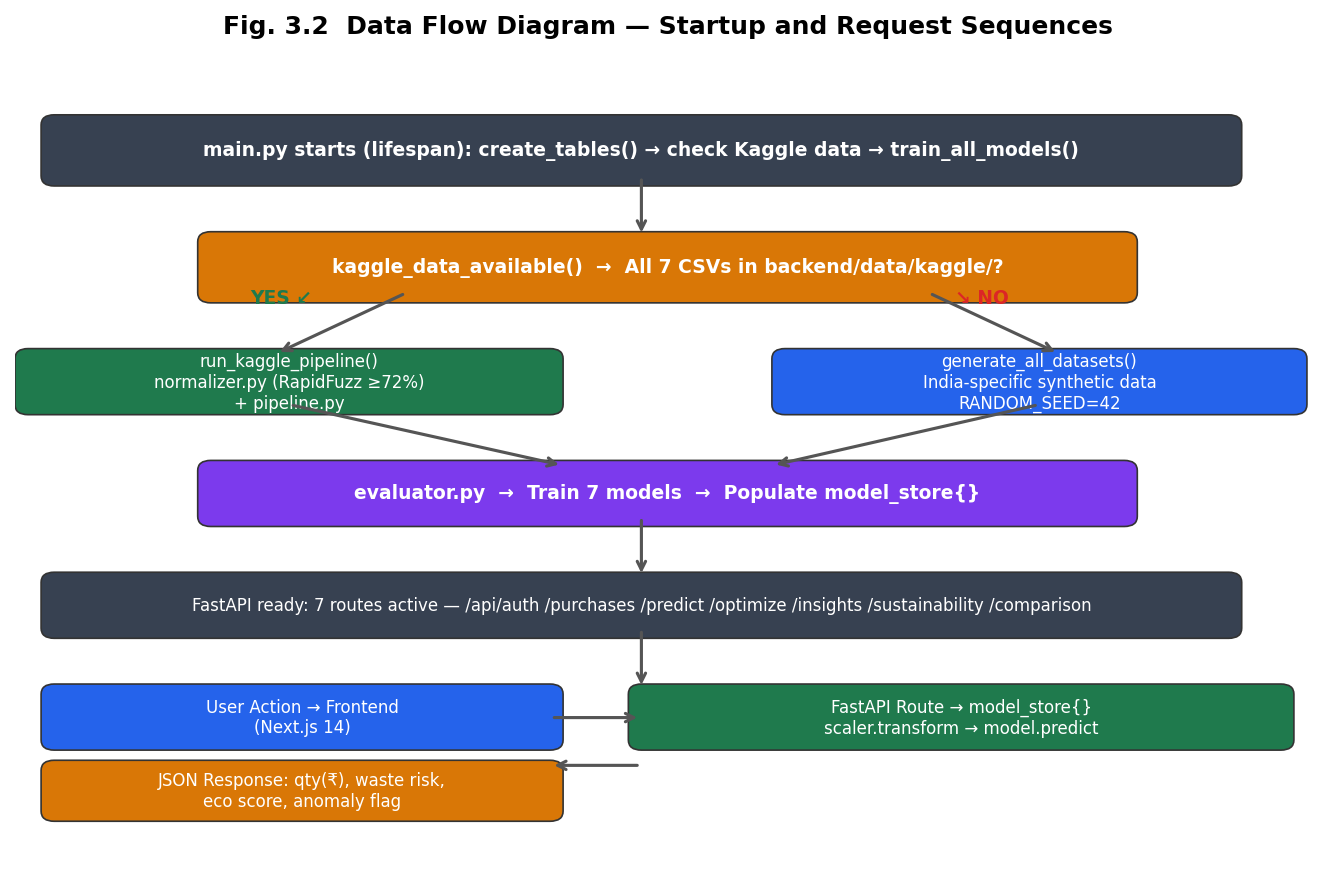 Fig. 3.2  Data Flow Diagram — Startup and Request Sequences
main.py starts (lifespan): create_tables() → check Kaggle data → train_all_models()
kaggle_data_available()  →  All 7 CSVs in backend/data/kaggle/?
YES ↙
↘ NO
run_kaggle_pipeline()
normalizer.py (RapidFuzz ≥72%)
+ pipeline.py
generate_all_datasets()
India-specific synthetic data
RANDOM_SEED=42
evaluator.py  →  Train 7 models  →  Populate model_store{}
FastAPI ready: 7 routes active — /api/auth /purchases /predict /optimize /insights /sustainability /comparison
User Action → Frontend
(Next.js 14)
FastAPI Route → model_store{}
scaler.transform → model.predict
JSON Response: qty(₹), waste risk,
eco score, anomaly flag